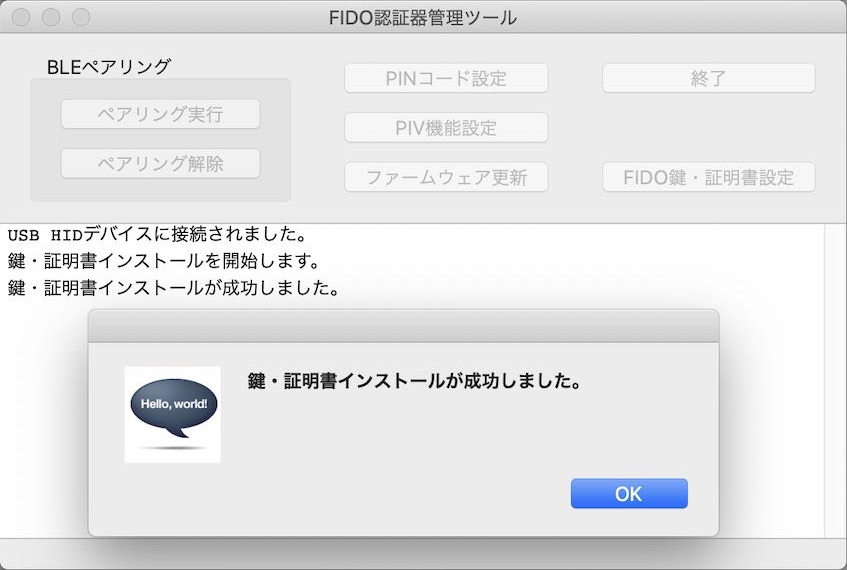 FIDO認証器管理ツール
BLEペアリング
ペアリング実行
ペアリング解除
PINコード設定
PIV機能設定
ファームウェア更新
終了
FIDO鍵・証明書設定
USB HIDデバイスに接続されました。
鍵・証明書インストールを開始します。
鍵・証明書インストールが成功しました。
Hello, world!
鍵・証明書インストールが成功しました。
OK